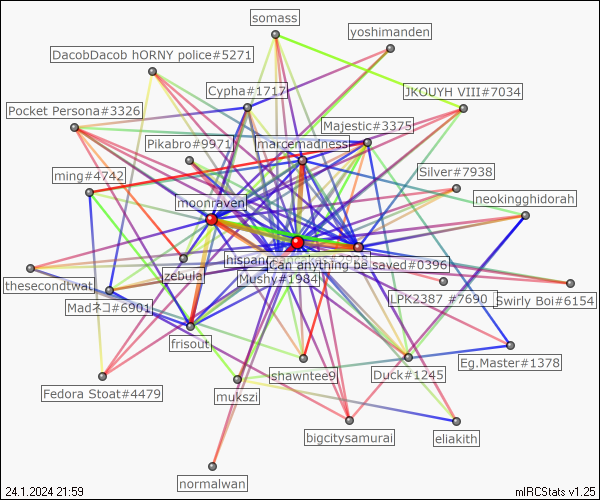 somass
yoshimanden
DacobDacob hORNY police#5271
Cypha#1717
JKOUYH VIII#7034
Pocket Persona#3326
Majestic#3375
Pikabro#9971
marcemadness
ming#4742
Silver#7938
moonraven
neokingghidorah
Can anything be saved#0396
zebula
thesecondtwat
Mushy#1984
LPK2387 #7690
Swirly Boi#6154
Madネコ#6901
frisout
Eg.Master#1378
shawntee9
Duck#1245
Fedora Stoat#4479
mukszi
bigcitysamurai
eliakith
normalwan
24.1.2024 21:59
mIRCStats v1.25